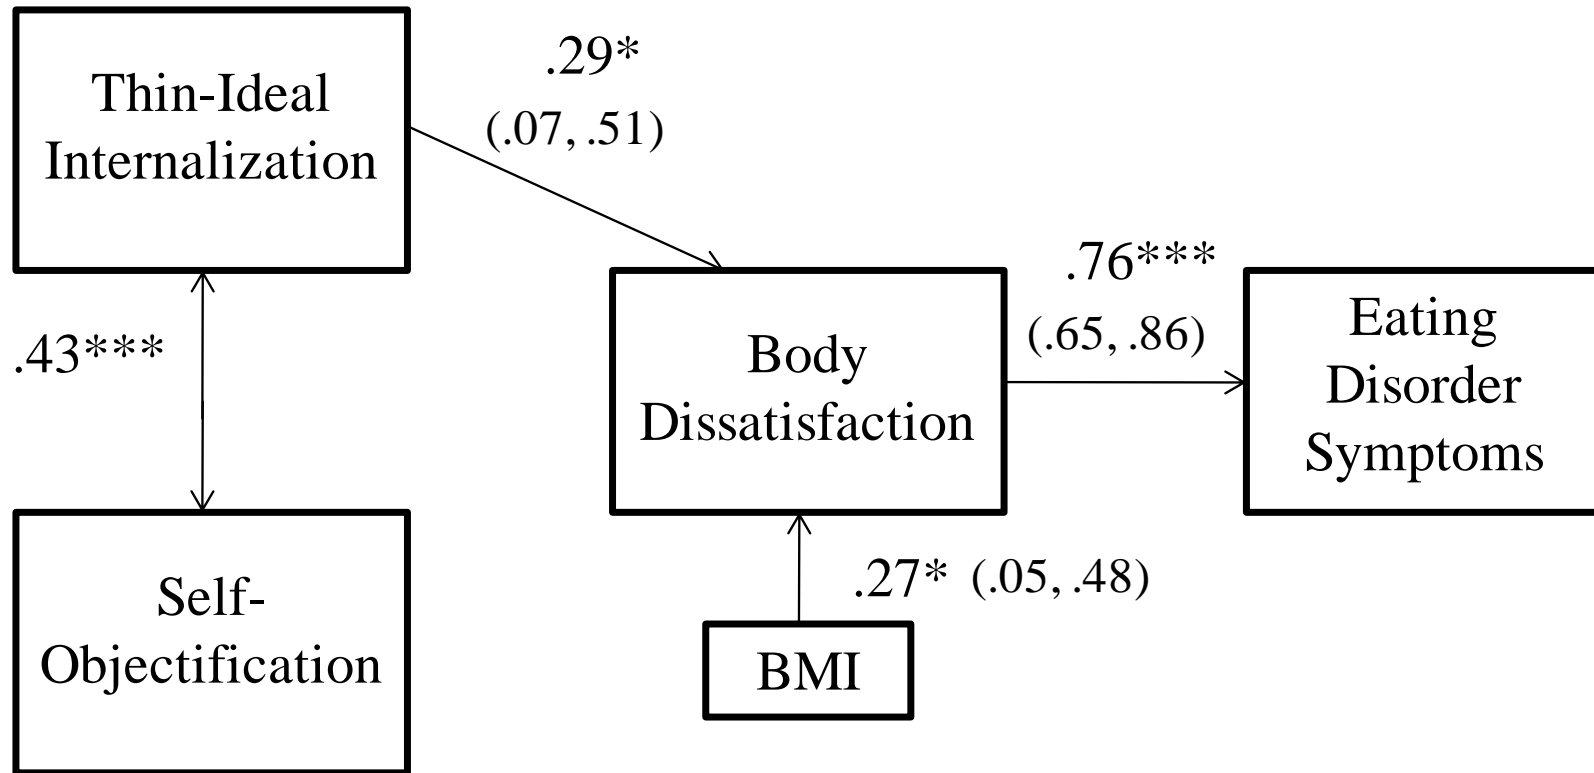 Thin-Ideal
Internalization
.29*
(.07, .51)
.43***
Self-
Objectification
Body
Dissatisfaction
.76***
(.65, .86)
Eating
Disorder
Symptoms
.27* (.05, .48)
BMI